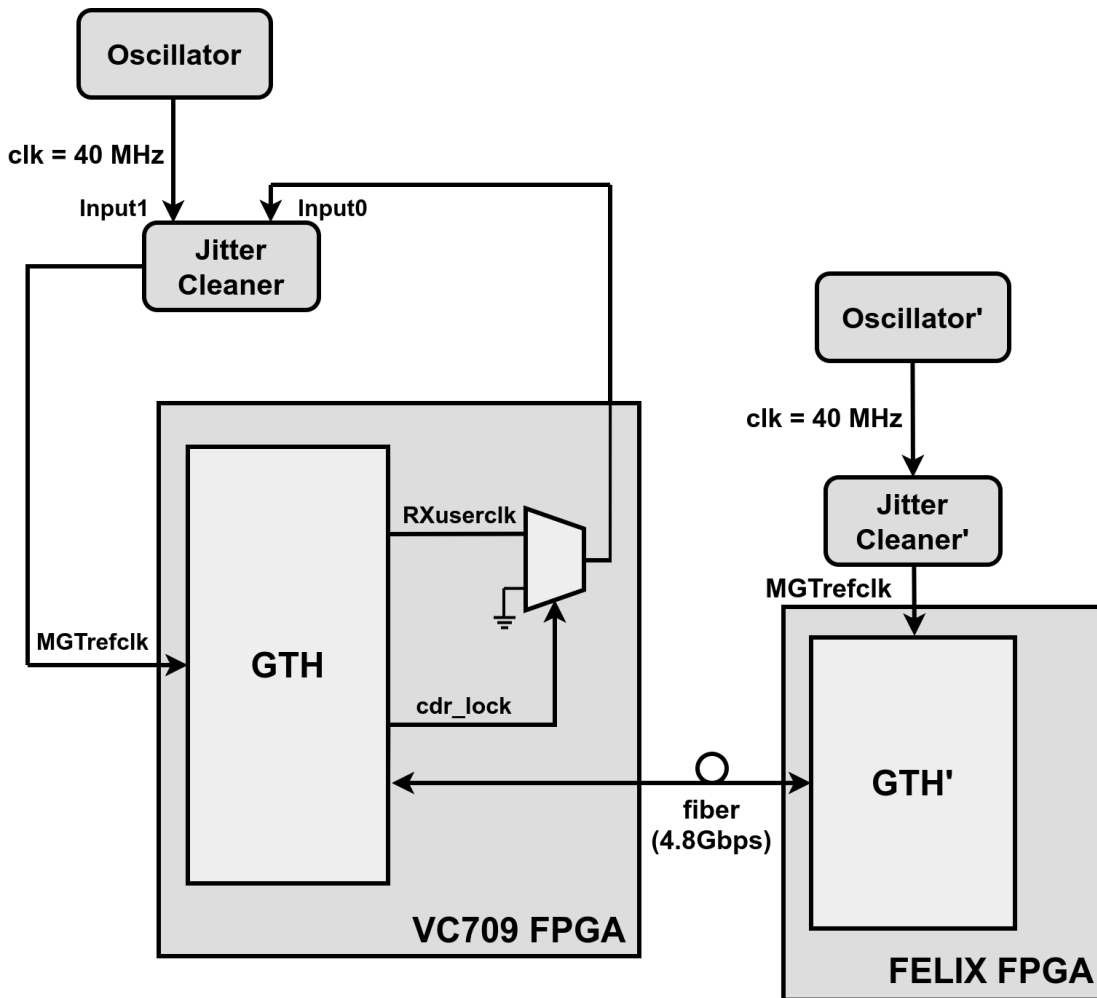 Oscillator
clk = 40 MHz
Input1
Input0
Jitter
Cleaner
Oscillator'
clk = 40 MHz
Jitter
Cleaner'
MGTrefclk
RXuserclk
MGTrefclk
GTH
cdr_lock
GTH'
fiber
(4.8Gbps)
VC709 FPGA
FELIX FPGA